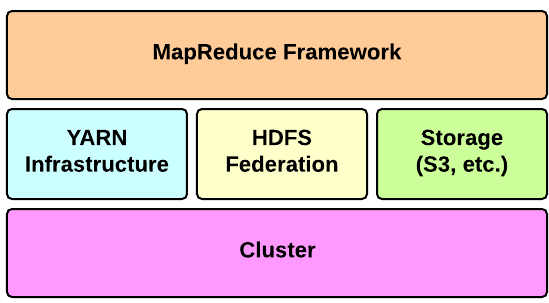 MapReduce Framework
YARN
Infrastructure
HDFS
Federation
Storage
(S3, etc.)
Cluster